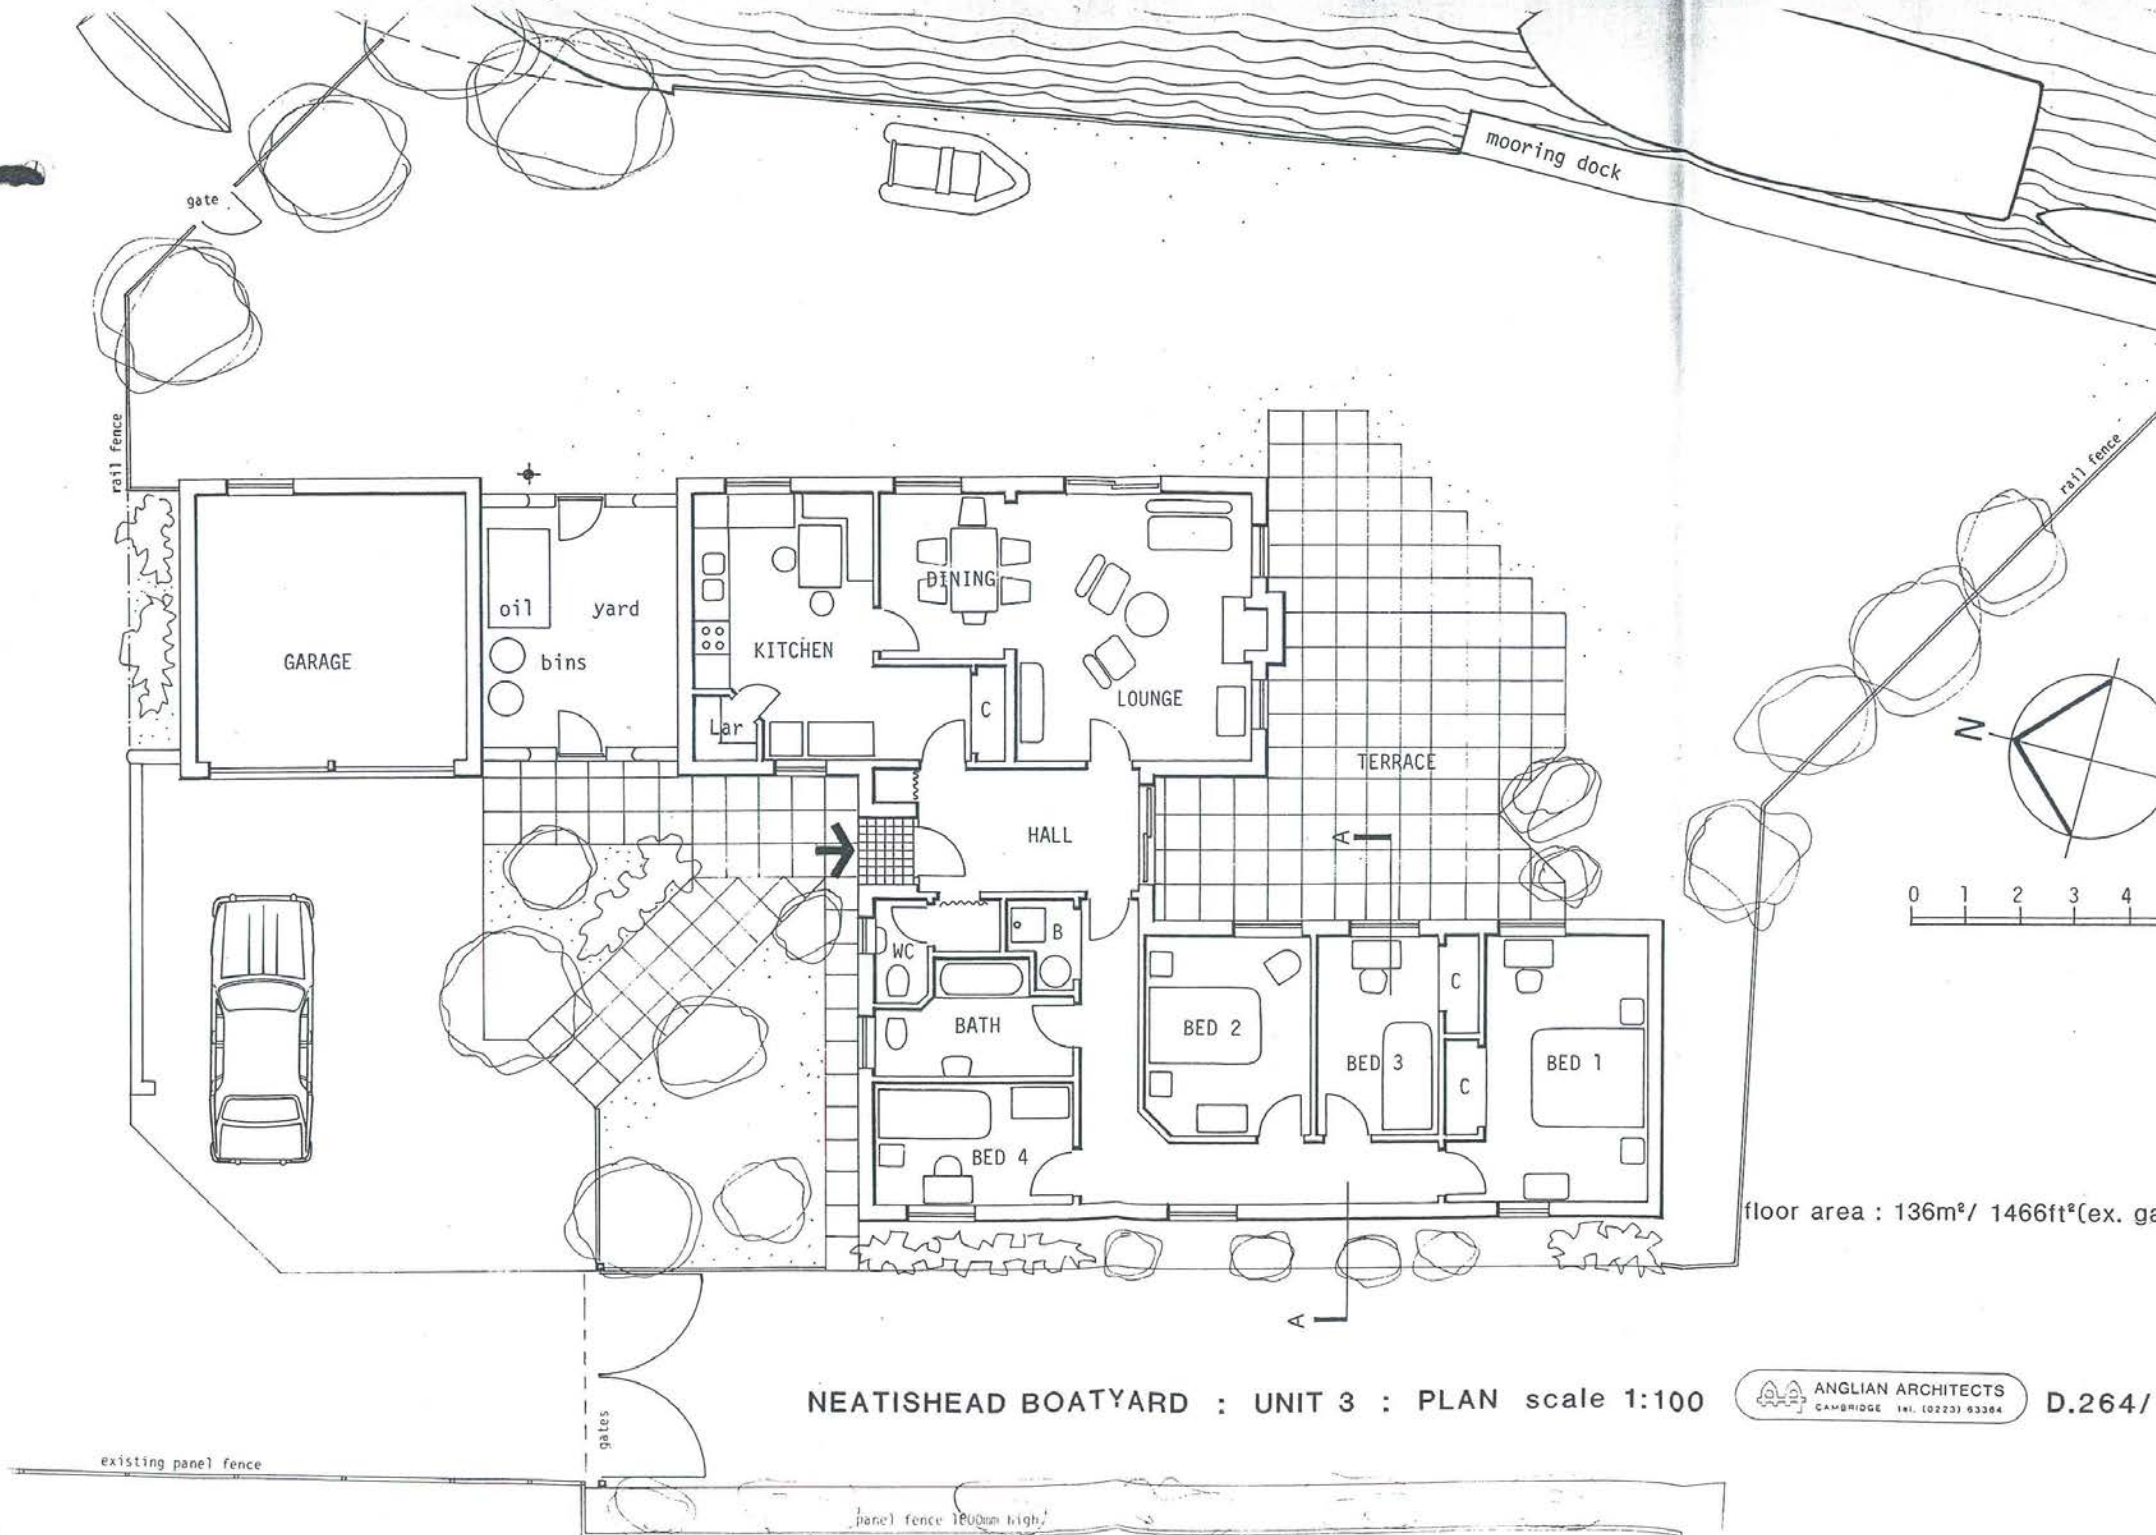 mooring dock
gate
rail fence
rail fence
oil
yard
bins
GARAGE
KITCHEN
Lar
DINING
C
LOUNGE
TERRACE
N
HALL
A
0 1 2 3 4
WC
B
BATH
BED 2
BED 3
C
C
BED 1
BED 4
floor area : 136m²/ 1466ft²(ex. ga
A
NEATISHEAD BOATYARD : UNIT 3 : PLAN scale 1:100
ANGLIAN ARCHITECTS
CAMBRIDGE tel. (0223) 63364
D.264/
gates
existing panel fence
panel fence 1800mm high